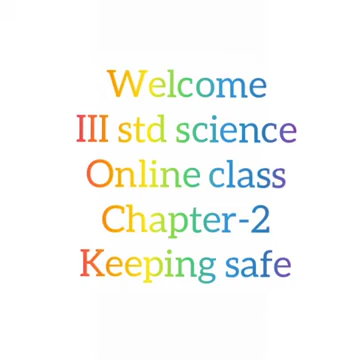 Welcome
III std science
Online class
Chapter-2
Keeping safe